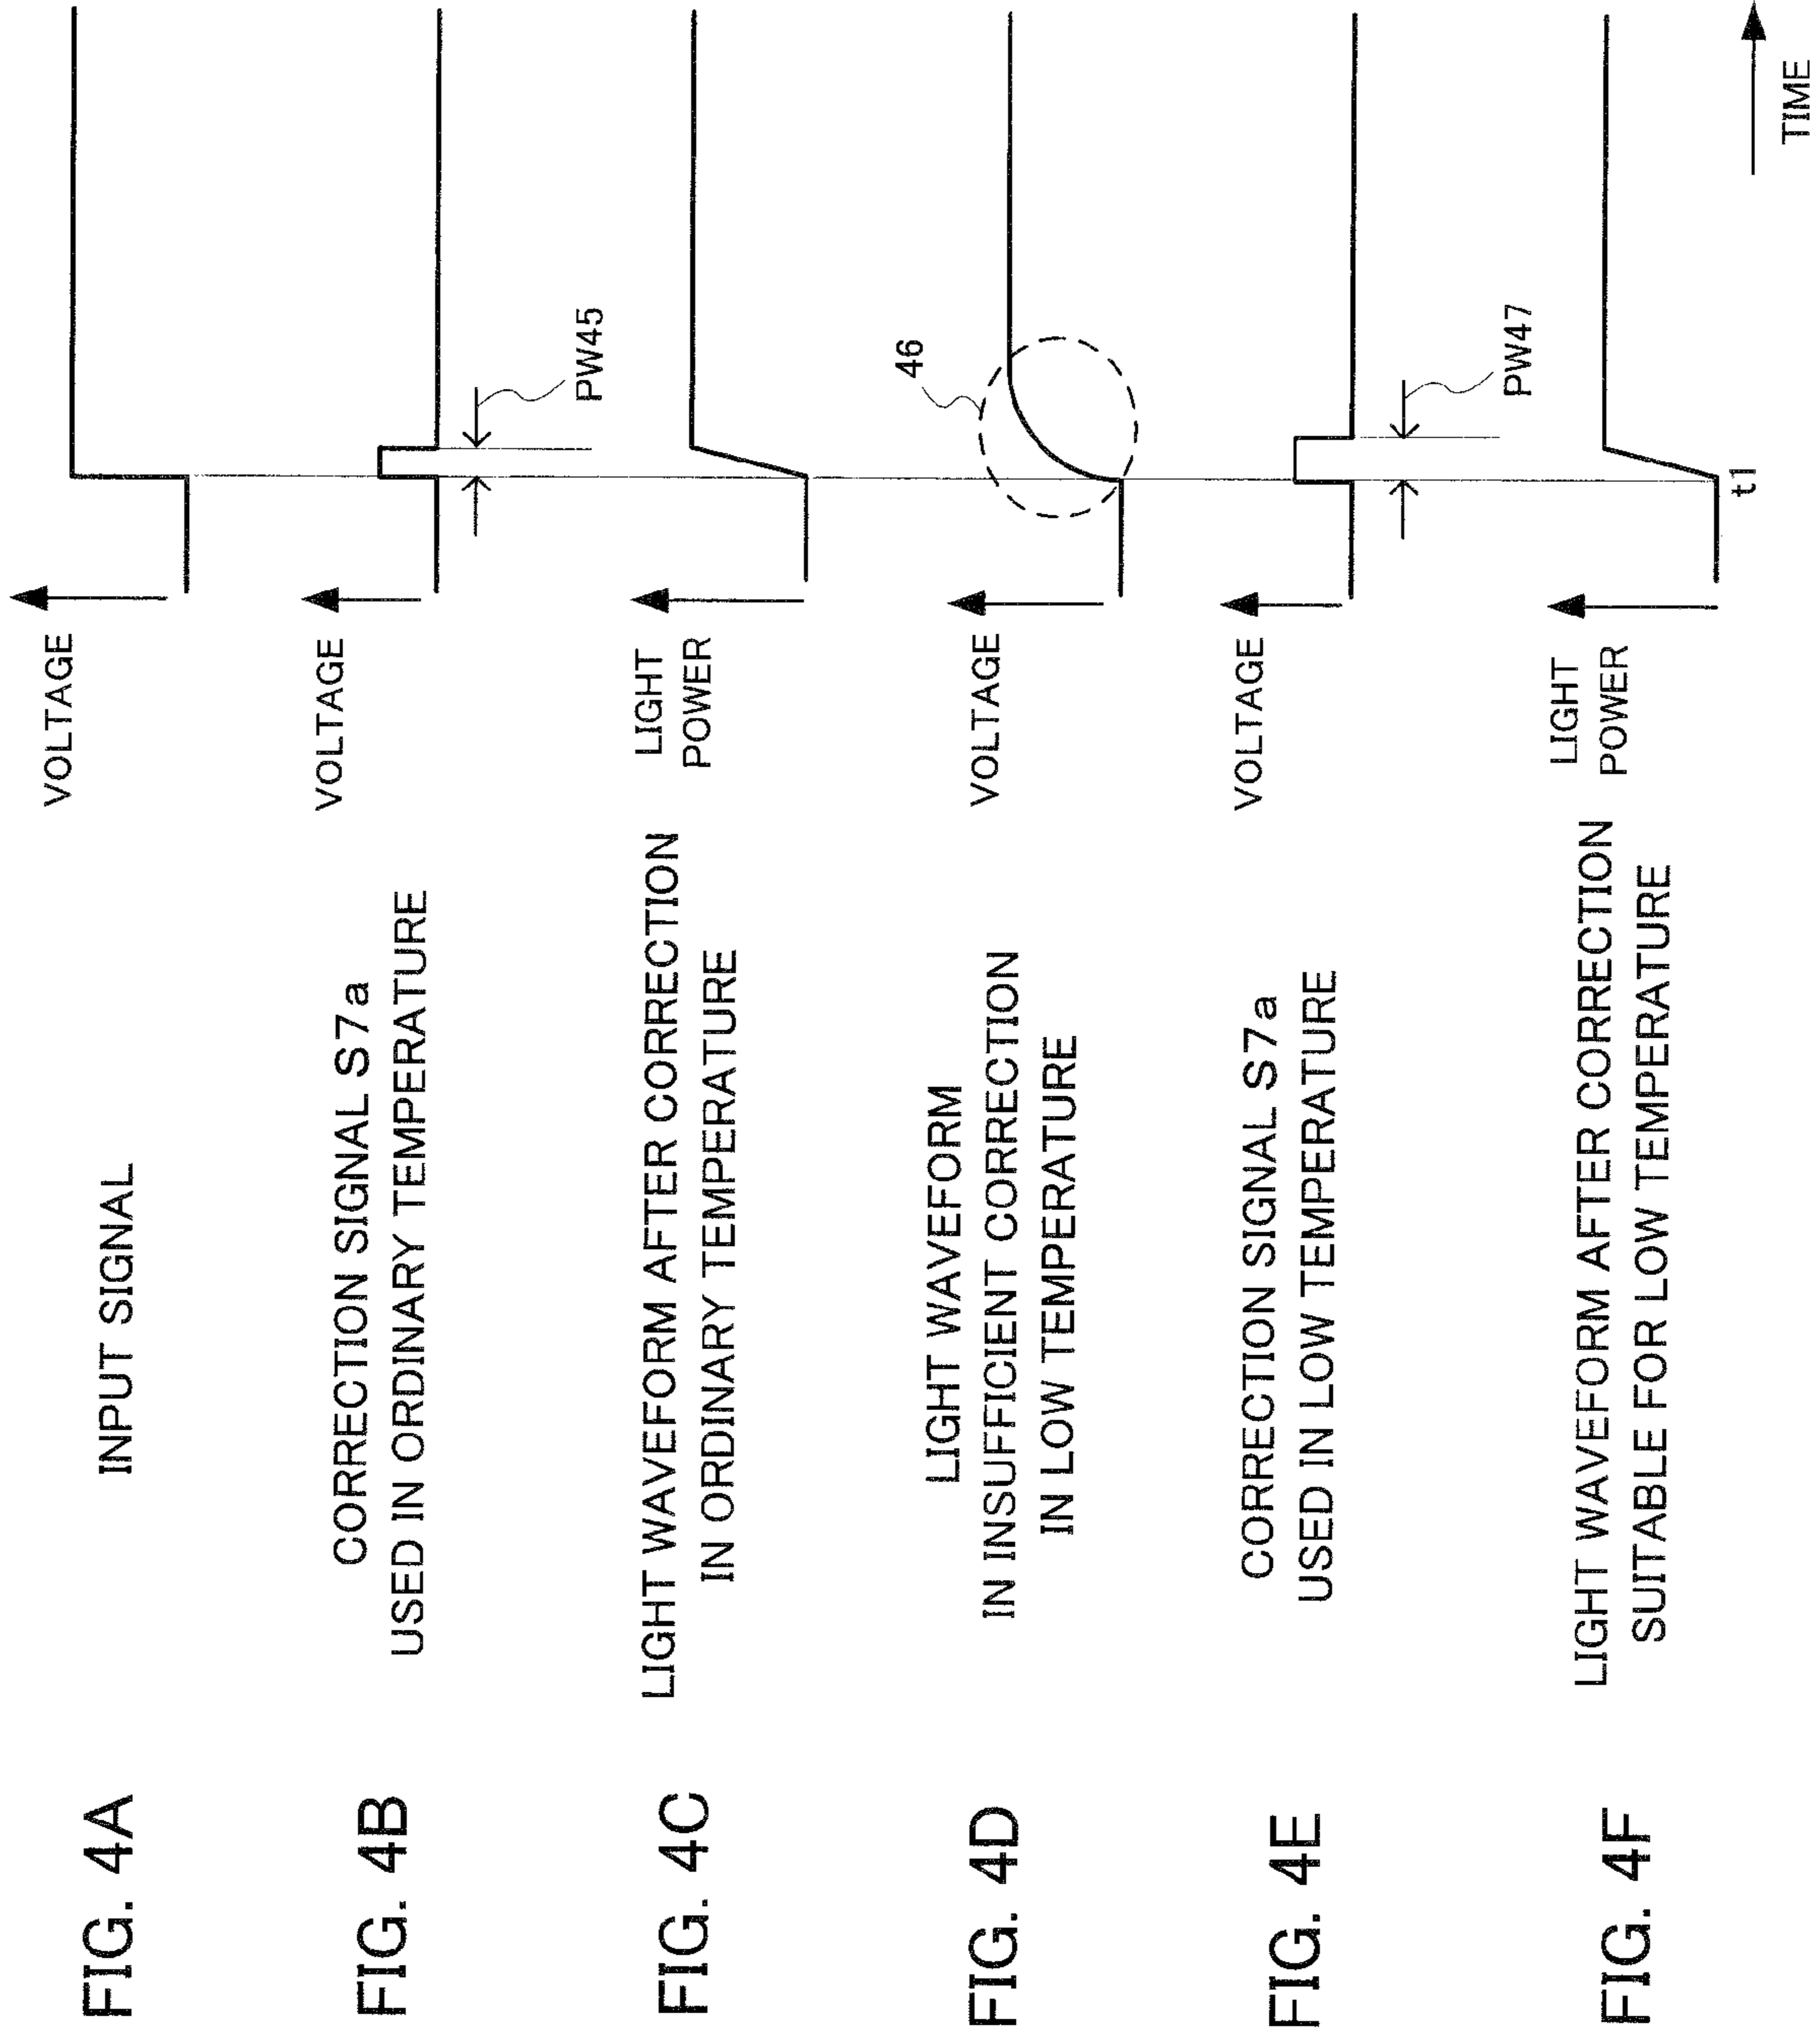 FIG. 4A
INPUT SIGNAL
VOLTAGE
FIG. 4B
CORRECTION SIGNAL S7a
USED IN ORDINARY TEMPERATURE
VOLTAGE
PW45
FIG. 4C
LIGHT WAVEFORM AFTER CORRECTION
IN ORDINARY TEMPERATURE
LIGHT
POWER
FIG. 4D
LIGHT WAVEFORM
IN INSUFFICIENT CORRECTION
IN LOW TEMPERATURE
VOLTAGE
46
FIG. 4E
CORRECTION SIGNAL S7a
USED IN LOW TEMPERATURE
VOLTAGE
PW47
FIG. 4F
LIGHT WAVEFORM AFTER CORRECTION
SUITABLE FOR LOW TEMPERATURE
LIGHT
POWER
t1
TIME